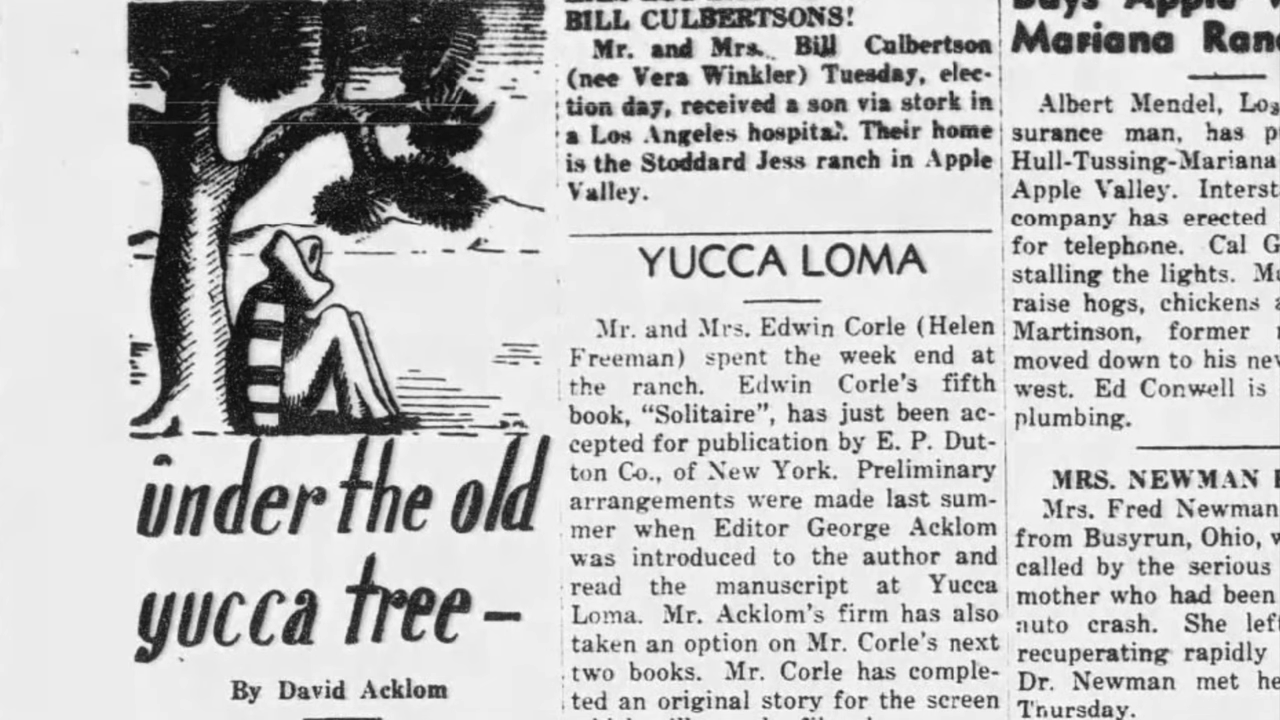 under the old
yucca tree —
By David Acklom
BILL CULBERTSONS!
Mr. and Mrs. Bill Culbertson
(nee Vera Winkler) Tuesday, elec-
tion day, received a son via stork in
a Los Angeles hospital. Their home
is the Stoddard Jess ranch in Apple
Valley.
YUCCA LOMA
Mr. and Mrs. Edwin Corle (Helen
Freeman) spent the week end at
the ranch. Edwin Corle's fifth
book, "Solitaire", has just been ac-
cepted for publication by E. P. Dut-
ton Co., of New York. Preliminary
arrangements were made last sum-
mer when Editor George Acklom
was introduced to the author and
read the manuscript at Yucca
Loma. Mr. Acklom's firm has also
taken an option on Mr. Corle's next
two books. Mr. Corle has comple-
ted an original story for the screen
Buys Apple
Mariana
Albert Mendel,
surance man, has
Hull-Tussing-Mariana
Apple Valley.
company has erected
for telephone. Cal
stalling the lights.
raise hogs, chickens
Martinson, former
moved down to his
west. Ed Conwell is
plumbing.
MRS. NEWMAN
Mrs. Fred Newman
from Busyrun, Ohio,
called by the serious
mother who had been
auto crash. She
recuperating rapidly
Dr. Newman met
Thursday.